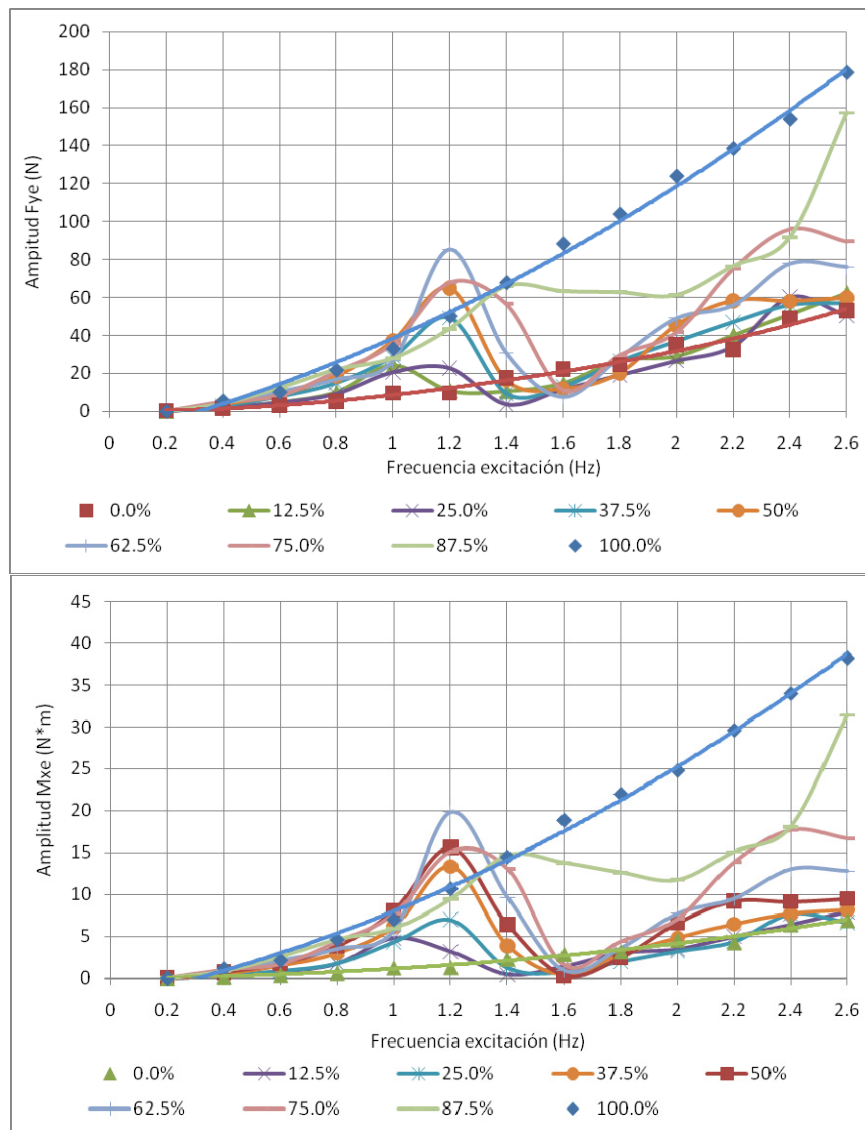 200
180
160
140
120
100
80
60
40
20
0
Ampitud Fye (N)
0 0.2 0.4 0.6 0.8 1 1.2 1.4 1.6 1.8 2 2.2 2.4 2.6
Frecuencia excitación (Hz)
0.0% 12.5% 25.0% 37.5% 50%
62.5% 75.0% 87.5% 100.0%
45
40
35
30
25
20
15
10
5
0
Amplitud Mxe (N*m)
0 0.2 0.4 0.6 0.8 1 1.2 1.4 1.6 1.8 2 2.2 2.4 2.6
Frecuencia excitación (Hz)
0.0% 12.5% 25.0% 37.5% 50%
62.5% 75.0% 87.5% 100.0%